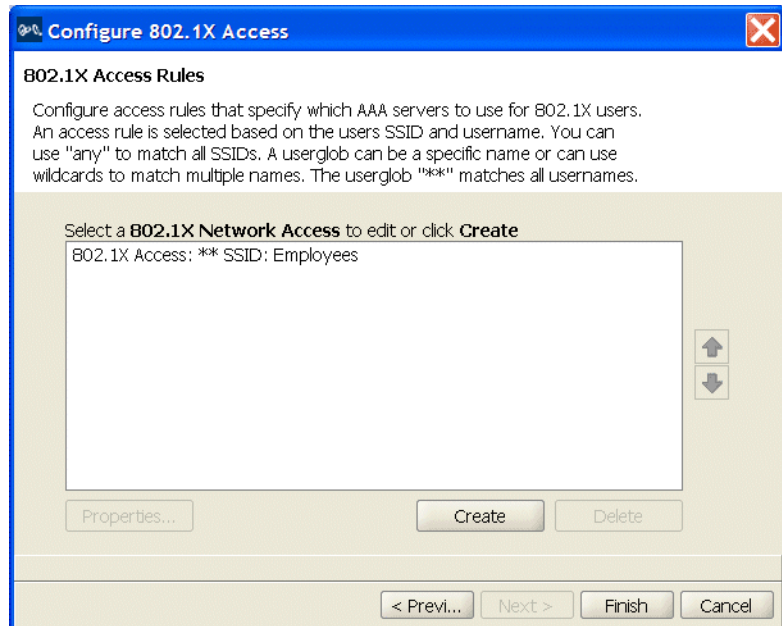 Configure 802.1X Access
802.1X Access Rules
Configure access rules that specify which AAA servers to use for 802.1X users.
An access rule is selected based on the users SSID and username. You can
use "any" to match all SSIDs. A userglob can be a specific name or can use
wildcards to match multiple names. The userglob "**" matches all usernames.
Select a 802.1X Network Access to edit or click Create
802.1X Access: ** SSID: Employees
Properties...
Create
Delete
< Previ...
Next >
Finish
Cancel